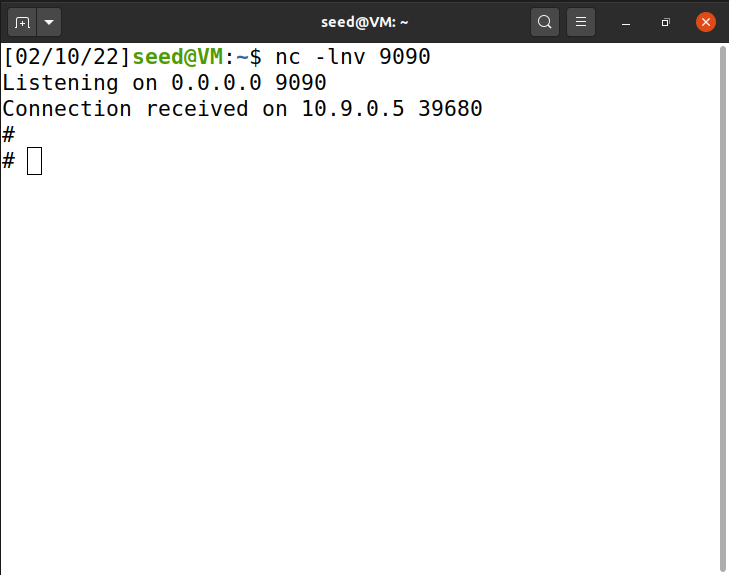 seed@VM: ~
[02/10/22]seed@VM:~$ nc -lnv 9090
Listening on 0.0.0.0 9090
Connection received on 10.9.0.5 39680
#
#